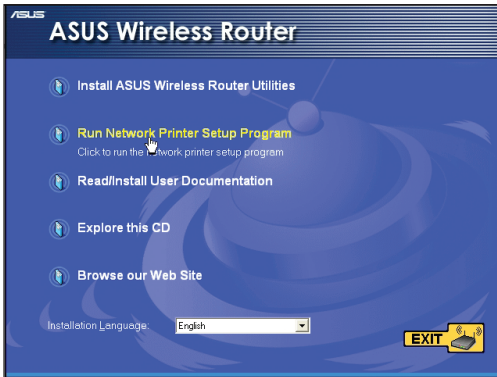 ASUS
ASUS Wireless Router
Install ASUS Wireless Router Utilities
Run Network Printer Setup Program
Click to run the network printer setup program
Read/Install User Documentation
Explore this CD
Browse our Web Site
Installation Language: English
EXIT